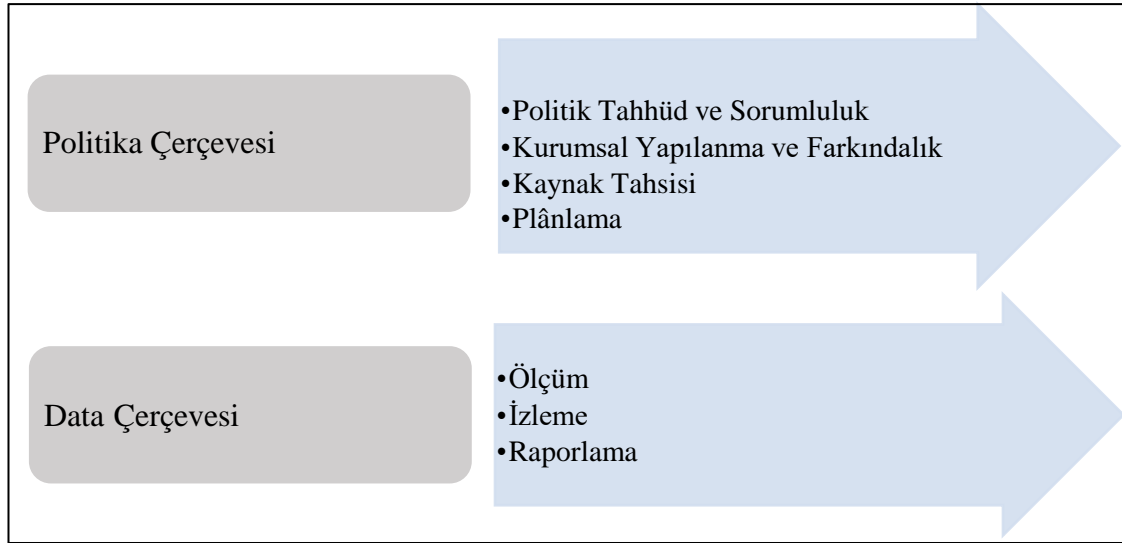 Politika Çerçevesi
•Politik Tahhüd ve Sorumluluk
•Kurumsal Yapılanma ve Farkındalık
•Kaynak Tahsisi
•Plânlama
Data Çerçevesi
•Ölçüm
•İzleme
•Raporlama